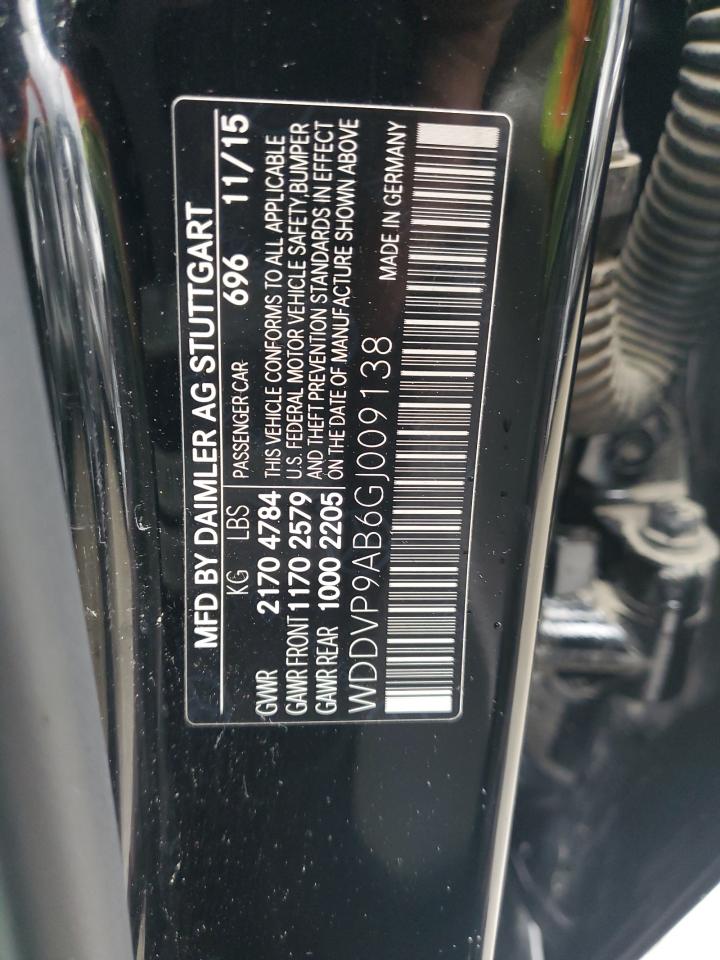 MFD BY DAIMLER AG STUTTGART
KG LBS PASSENGER CAR 696 11/15
GVWR 2170 4784 THIS VEHICLE CONFORMS TO ALL APPLICABLE
GAWR FRONT 1170 2579 U.S. FEDERAL MOTOR VEHICLE SAFETY BUMPER
GAWR REAR 1000 2205 AND THEFT PREVENTION STANDARDS IN EFFECT
ON THE DATE OF MANUFACTURE SHOWN ABOVE
WDDVP9AB6GJ009138
MADE IN GERMANY